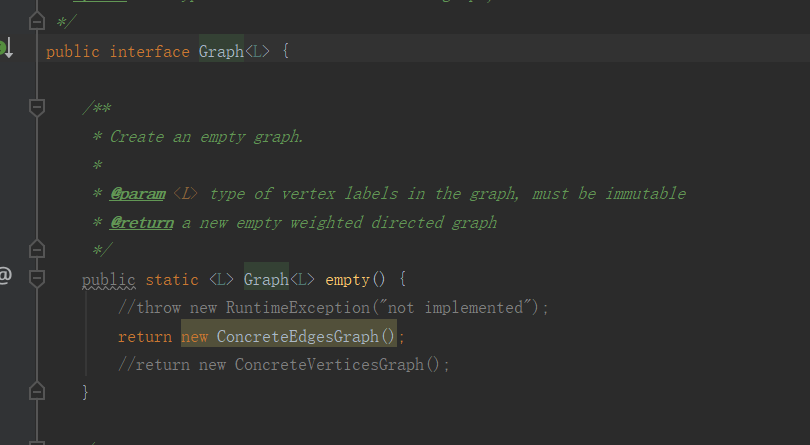 */
public interface Graph<L> {
/**
* Create an empty graph.
*
* @param <L> type of vertex labels in the graph, must be immutable
* @return a new empty weighted directed graph
*/
public static <L> Graph<L> empty() {
//throw new RuntimeException("not implemented");
return new ConcreteEdgesGraph();
//return new ConcreteVerticesGraph();
}